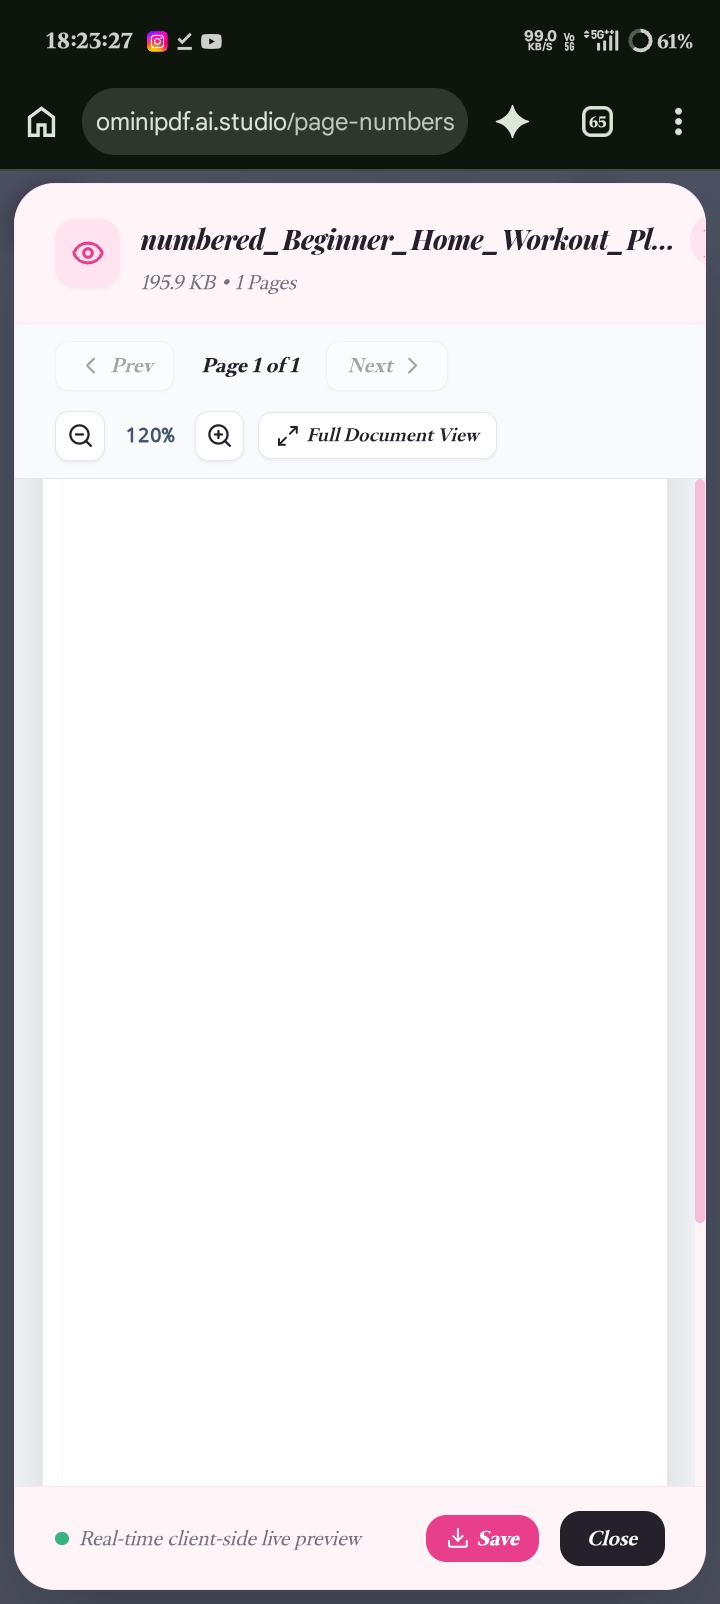 18:23:27
99.0 KB/S Vo 5G 5G++ 61%
ominipdf.ai.studio/page-numbers
65
numbered_Beginner_Home_Workout_Pl...
195.9 KB • 1 Pages
Prev
Page 1 of 1
Next
120%
Full Document View
Real-time client-side live preview
Save
Close